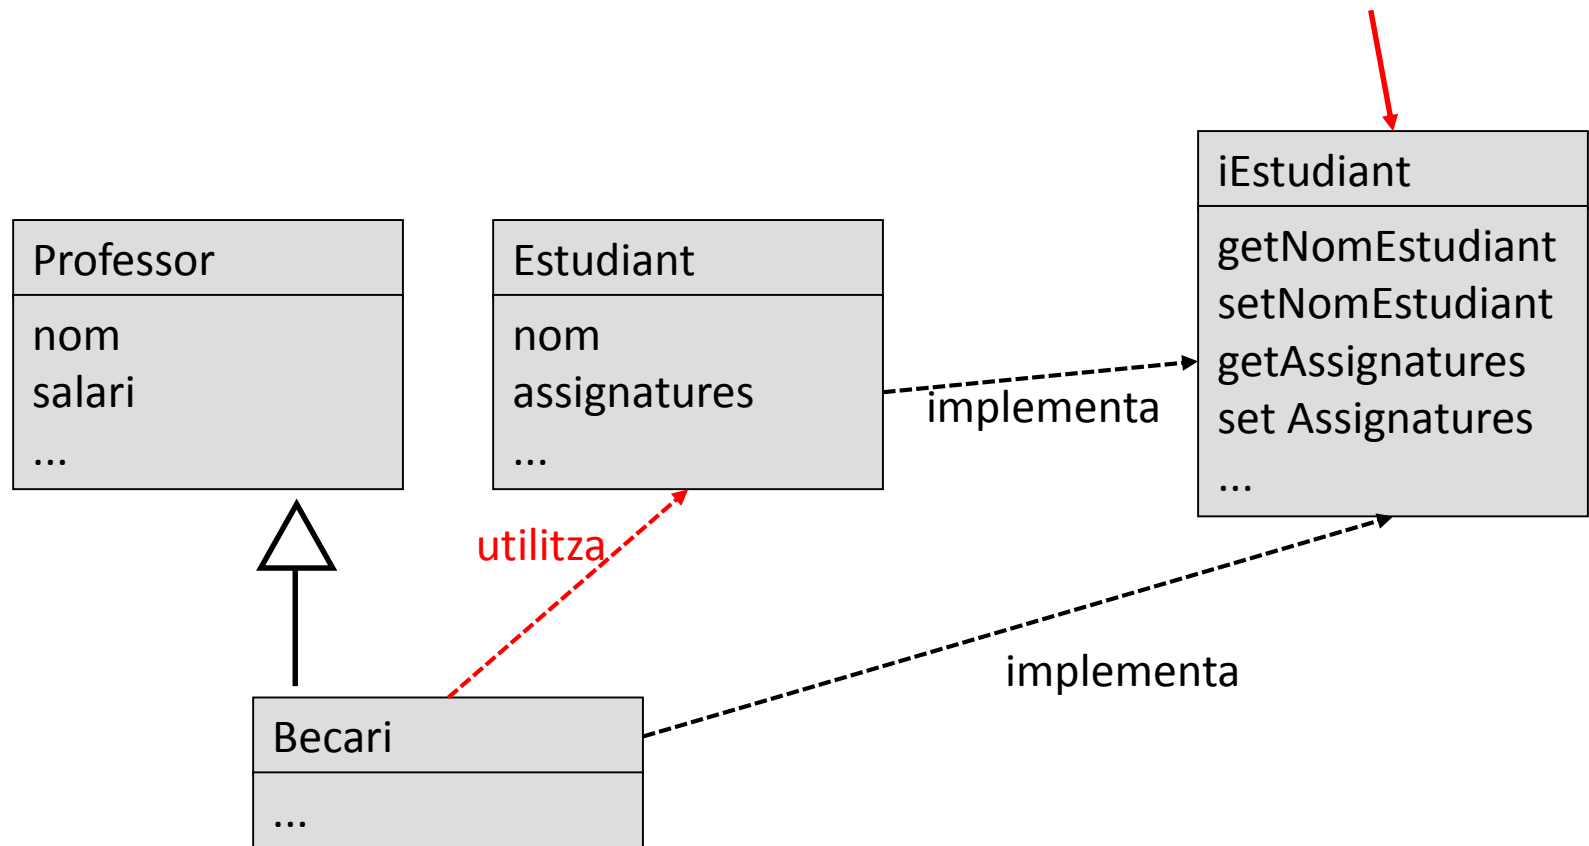 Professor
nom
salari
...
Estudiant
nom
assignatures
...
iEstudiant
getNomEstudiant
setNomEstudiant
getAssignatures
set Assignatures
...
implementa
utilitza
implementa
Becari
...